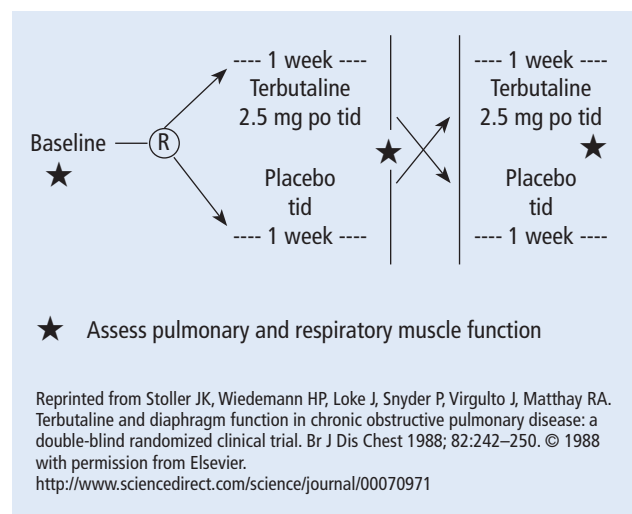 ---- 1 week ----
Terbutaline
2.5 mg po tid
Baseline
R
Placebo
tid
---- 1 week ----
---- 1 week ----
Terbutaline
2.5 mg po tid
Placebo
tid
---- 1 week ----
Assess pulmonary and respiratory muscle function
Reprinted from Stoller JK, Wiedemann HP, Loke J, Snyder P, Virgulto J, Matthay RA.
Terbutaline and diaphragm function in chronic obstructive pulmonary disease: a
double-blind randomized clinical trial. Br J Dis Chest 1988; 82:242–250. © 1988
with permission from Elsevier.
http://www.sciencedirect.com/science/journal/00070971